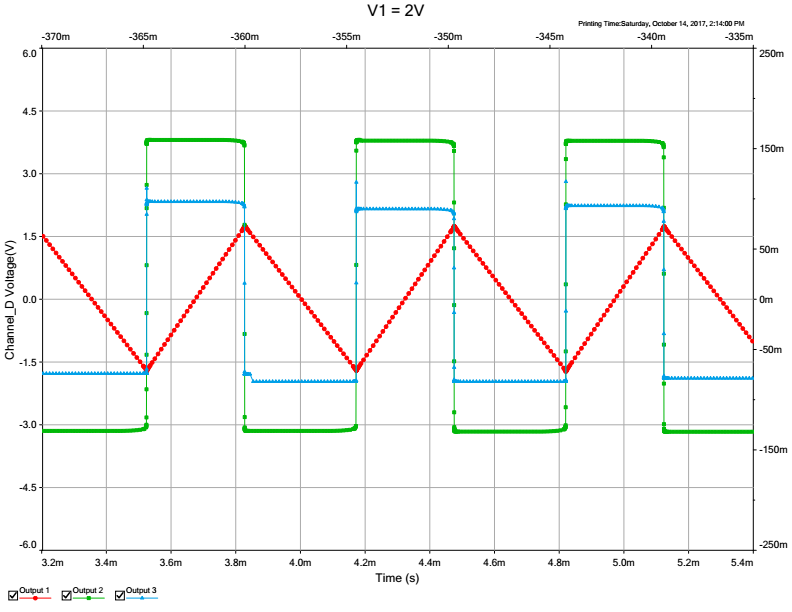 V1 = 2V
Printing Time:Saturday, October 14, 2017, 2:14:00 PM
-370m -365m -360m -355m -350m -345m -340m -335m
6.0 250m
4.5
3.0 150m
1.5
50m
0.0 0m
-50m
-1.5
-3.0
-150m
-4.5
-6.0 -250m
Channel_D Voltage(V)
3.2m 3.4m 3.6m 3.8m 4.0m 4.2m 4.4m 4.6m 4.8m 5.0m 5.2m 5.4m
Time (s)
Output 1 Output 2 Output 3